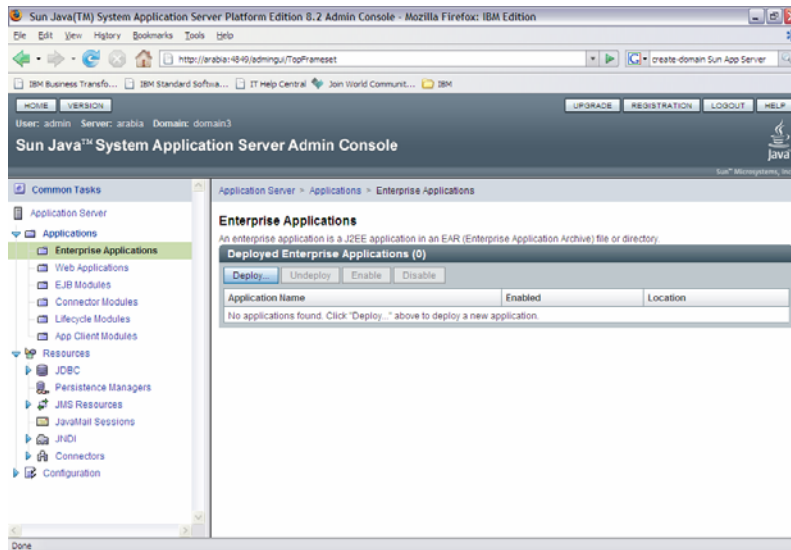 Sun Java(TM) System Application Server Platform Edition 8.2 Admin Console - Mozilla Firefox: IBM Edition
File Edit View History Bookmarks Tools Help
http://arabia:4849/admingui/TopFrameset
create-domain Sun App Server
IBM Business Transfo... IBM Standard Softwa... IT Help Central Join World Communit... IBM
HOME VERSION UPGRADE REGISTRATION LOGOUT HELP
User: admin Server: arabia Domain: domain3
Sun Java™ System Application Server Admin Console
Java
Sun™ Microsystems, Inc
Common Tasks
Application Server
Applications
Enterprise Applications
Web Applications
EJB Modules
Connector Modules
Lifecycle Modules
App Client Modules
Resources
JDBC
Persistence Managers
JMS Resources
JavaMail Sessions
JNDI
Connectors
Configuration
Application Server > Applications > Enterprise Applications
Enterprise Applications
An enterprise application is a J2EE application in an EAR (Enterprise Application Archive) file or directory.
Deployed Enterprise Applications (0)
Deploy... Undeploy Enable Disable
Application Name Enabled Location
No applications found. Click "Deploy..." above to deploy a new application.
Done